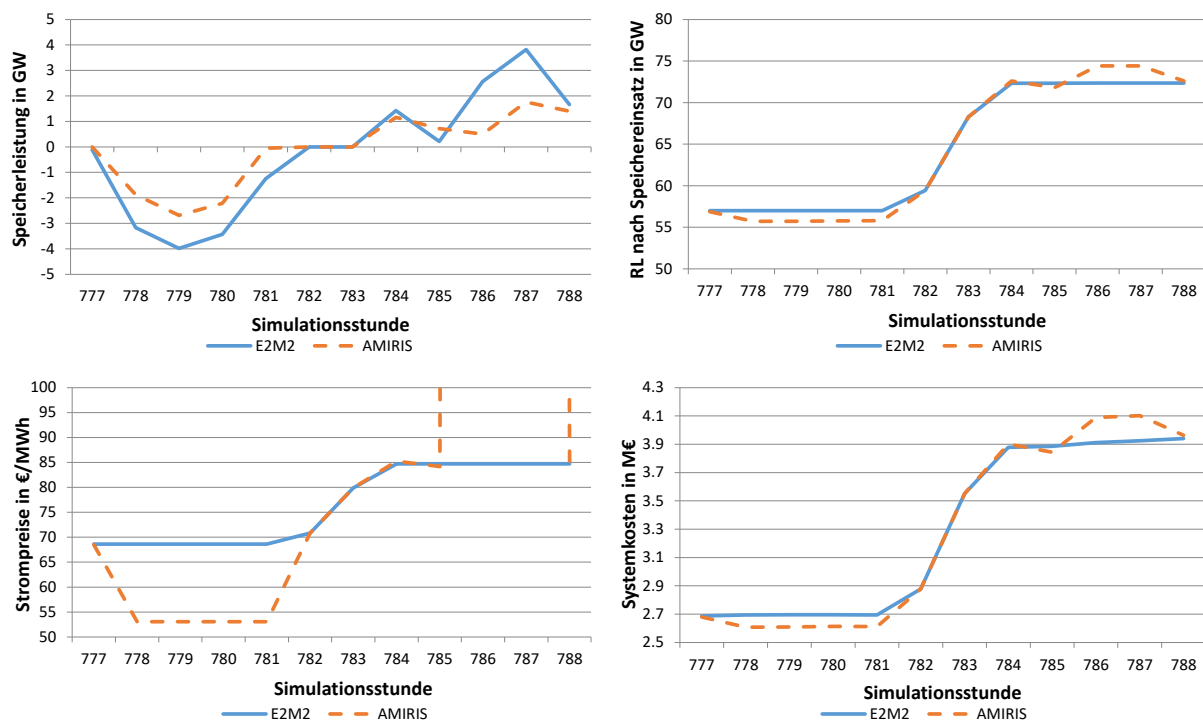 Speicherleistung in GW
5
4
3
2
1
0
-1
-2
-3
-4
-5
777 778 779 780 781 782 783 784 785 786 787 788
Simulationsstunde
E2M2 AMIRIS
RL nach Speichereinsatz in GW
80
75
70
65
60
55
50
777 778 779 780 781 782 783 784 785 786 787 788
Simulationsstunde
E2M2 AMIRIS
Strompreise in €/MWh
100
95
90
85
80
75
70
65
60
55
50
777 778 779 780 781 782 783 784 785 786 787 788
Simulationsstunde
E2M2 AMIRIS
Systemkosten in M€
4.3
4.1
3.9
3.7
3.5
3.3
3.1
2.9
2.7
2.5
777 778 779 780 781 782 783 784 785 786 787 788
Simulationsstunde
E2M2 AMIRIS